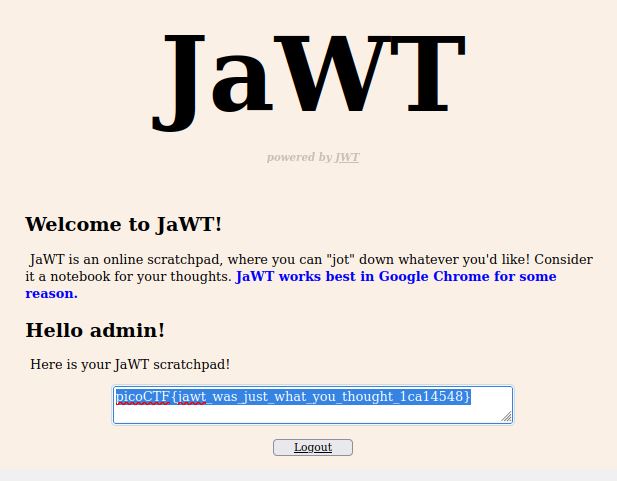 JaWT
powered by JWT
Welcome to JaWT!
JaWT is an online scratchpad, where you can "jot" down whatever you'd like! Consider
it a notebook for your thoughts. JaWT works best in Google Chrome for some
reason.
Hello admin!
Here is your JaWT scratchpad!
picoCTF{jawt_was_just_what_you_thought_1ca14548}
Logout